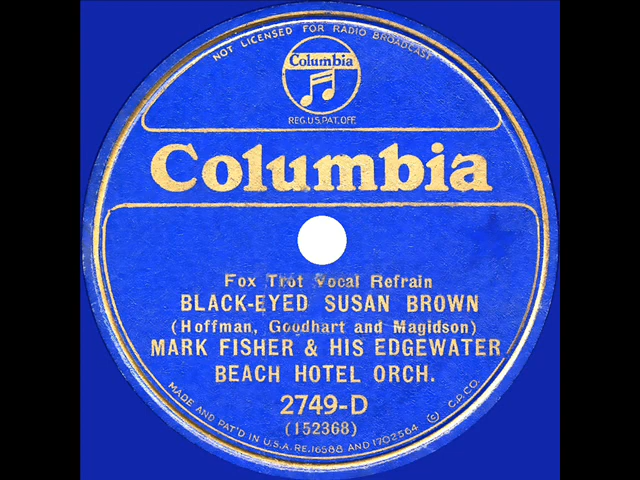 NOT LICENSED FOR RADIO BROADCAST
Columbia
REG.U.S.PAT.OFF.
Columbia
Fox Trot Vocal Refrain
BLACK-EYED SUSAN BROWN
(Hoffman, Goodhart and Magidson)
MARK FISHER & HIS EDGEWATER
BEACH HOTEL ORCH.
2749-D
(152368)
MADE AND PAT'D IN U.S.A. RE.16588 AND 1702564 © C.P.CO.